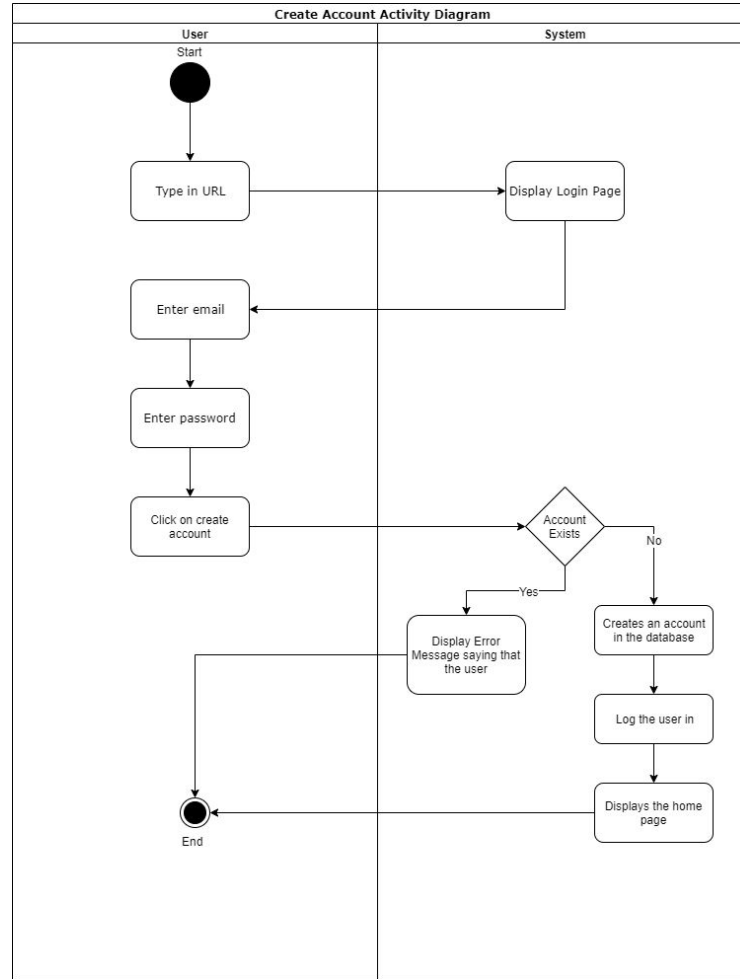 Create Account Activity Diagram
User
System
Start
Type in URL
Display Login Page
Enter email
Enter password
Click on create
account
Account
Exists
No
Yes
Creates an account
in the database
Display Error
Message saying that
the user
Log the user in
Displays the home
page
End